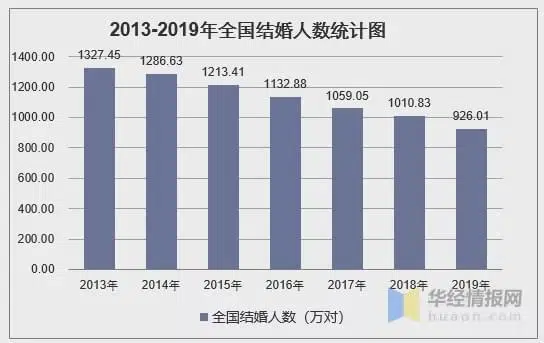 2013-2019年全国结婚人数统计图
1400.00
1200.00
1000.00
800.00
600.00
400.00
200.00
0.00
1327.45
1286.63
1213.41
1132.88
1059.05
1010.83
926.01
2013年
2014年
2015年
2016年
2017年
2018年
2019年
全国结婚人数（万对）
华经情报网
huaon.com